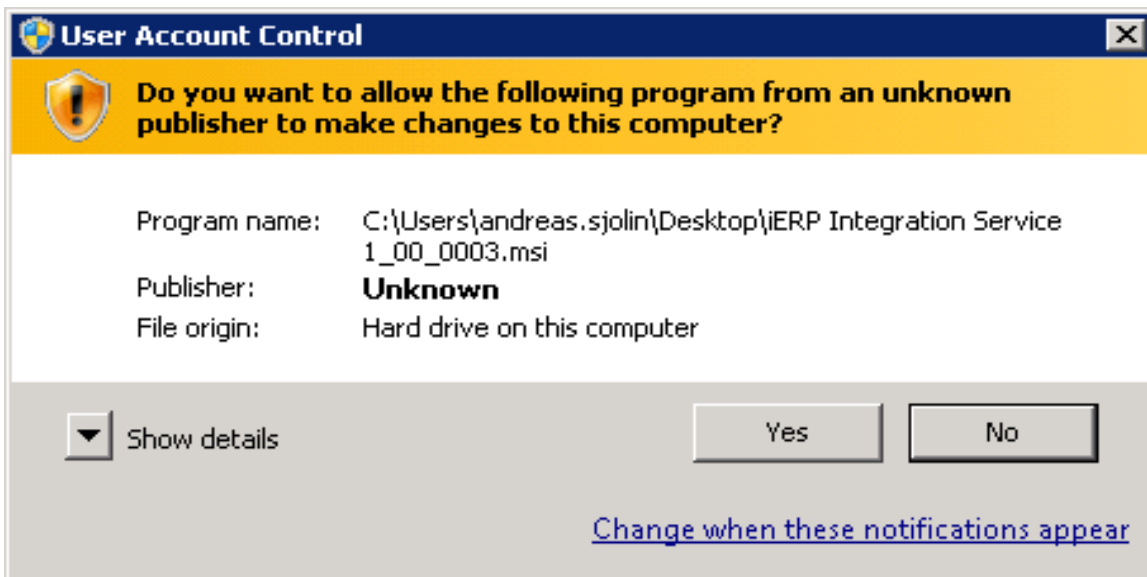 User Account Control
Do you want to allow the following program from an unknown
publisher to make changes to this computer?
Program name: C:\Users\andreas.sjolin\Desktop\iERP Integration Service
1_00_0003.msi
Publisher: Unknown
File origin: Hard drive on this computer
Show details
Yes
No
Change when these notifications appear